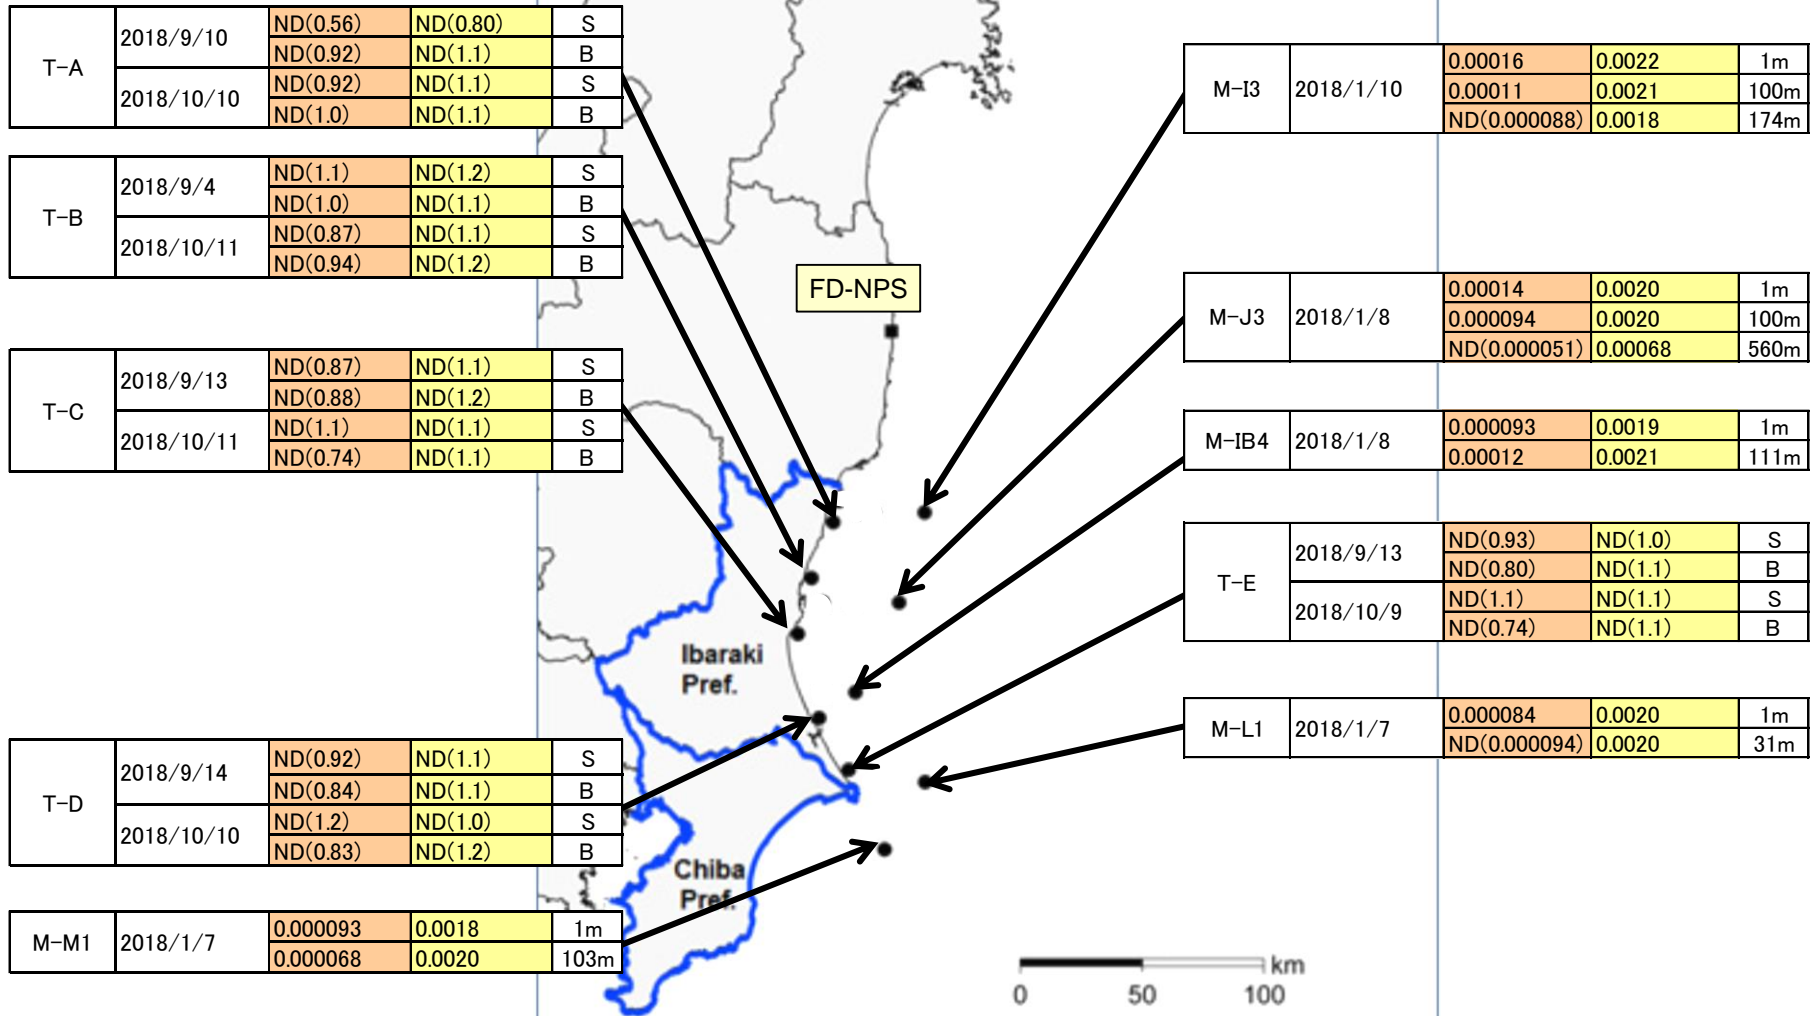 T-A 2018/9/10 ND(0.56) ND(0.80) S
ND(0.92) ND(1.1) B
2018/10/10 ND(0.92) ND(1.1) S
ND(1.0) ND(1.1) B
T-B 2018/9/4 ND(1.1) ND(1.2) S
ND(1.0) ND(1.1) B
2018/10/11 ND(0.87) ND(1.1) S
ND(0.94) ND(1.2) B
T-C 2018/9/13 ND(0.87) ND(1.1) S
ND(0.88) ND(1.2) B
2018/10/11 ND(1.1) ND(1.1) S
ND(0.74) ND(1.1) B
T-D 2018/9/14 ND(0.92) ND(1.1) S
ND(0.84) ND(1.1) B
2018/10/10 ND(1.2) ND(1.0) S
ND(0.83) ND(1.2) B
M-M1 2018/1/7 0.000093 0.0018 1m
0.000068 0.0020 103m
FD-NPS
Ibaraki
Pref.
Chiba
Pref.
M-I3 2018/1/10 0.00016 0.0022 1m
0.00011 0.0021 100m
ND(0.000088) 0.0018 174m
M-J3 2018/1/8 0.00014 0.0020 1m
0.000094 0.0020 100m
ND(0.000051) 0.00068 560m
M-IB4 2018/1/8 0.000093 0.0019 1m
0.00012 0.0021 111m
T-E 2018/9/13 ND(0.93) ND(1.0) S
ND(0.80) ND(1.1) B
2018/10/9 ND(1.1) ND(1.1) S
ND(0.74) ND(1.1) B
M-L1 2018/1/7 0.000084 0.0020 1m
ND(0.000094) 0.0020 31m
km
0 50 100